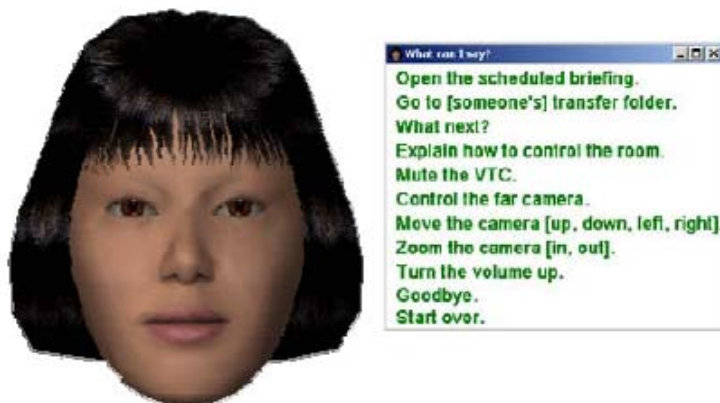 What can I say?
Open the scheduled briefing.
Go to [someone's] transfer folder.
What next?
Explain how to control the room.
Mute the VTC.
Control the far camera.
Move the camera [up, down, left, right].
Zoom the camera [in, out].
Turn the volume up.
Goodbye.
Start over.